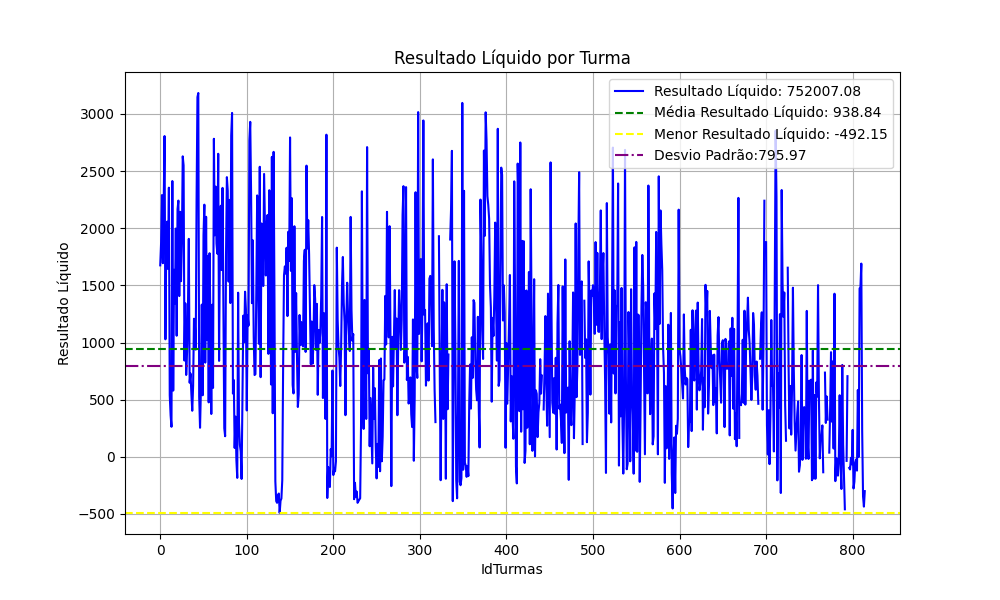 Resultado Líquido por Turma
Resultado Líquido: 752007.08
Média Resultado Líquido: 938.84
Menor Resultado Líquido: -492.15
Desvio Padrão:795.97
Resultado Líquido
3000
2500
2000
1500
1000
500
0
−500
0 100 200 300 400 500 600 700 800
IdTurmas